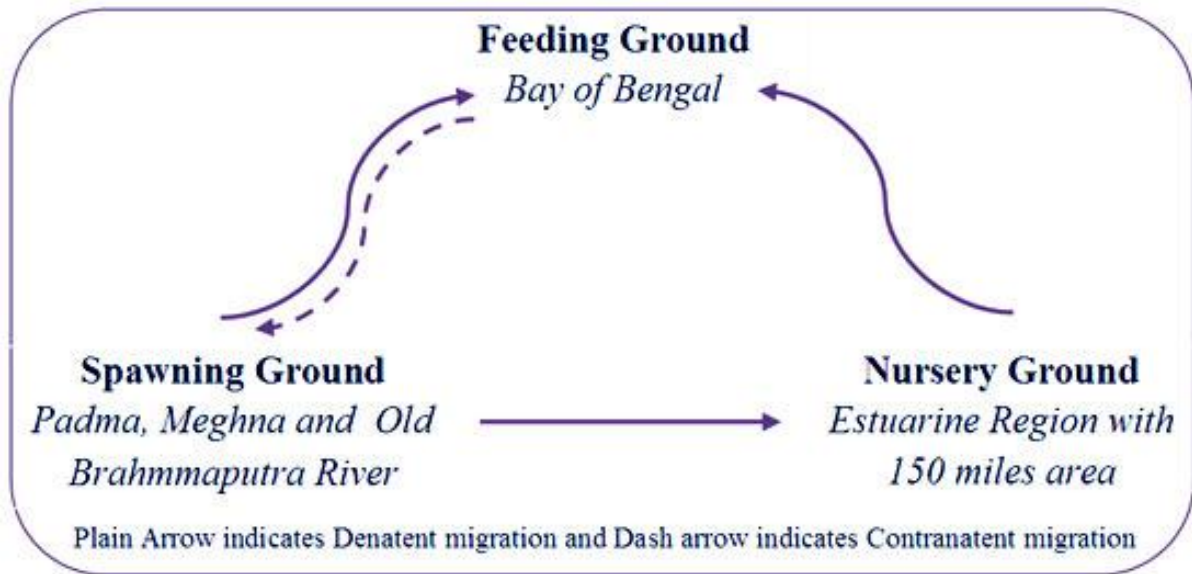 Feeding Ground
Bay of Bengal
Spawning Ground
Padma, Meghna and Old
Brahmmaputra River
Nursery Ground
Estuarine Region with
150 miles area
Plain Arrow indicates Denatent migration and Dash arrow indicates Contranatent migration